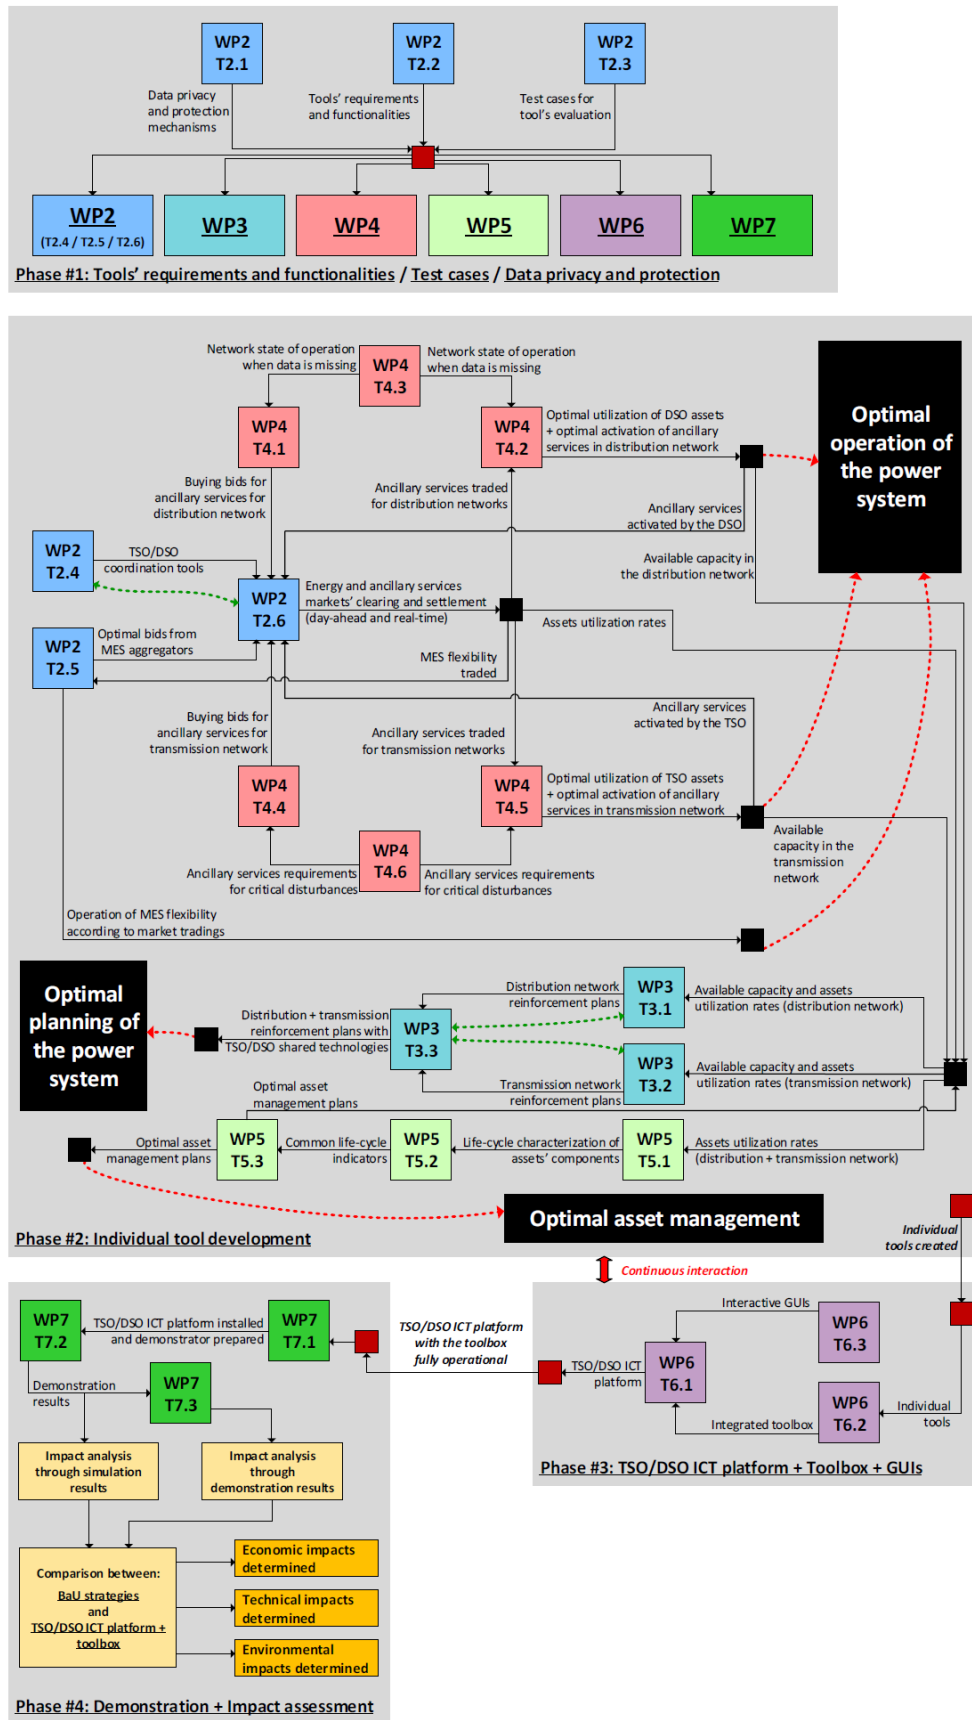 WP2
T2.1
WP2
T2.2
WP2
T2.3
Data privacy
and protection
mechanisms
Tools' requirements
and functionalities
Test cases for
tool's evaluation
WP2
(T2.4 / T2.5 / T2.6)
WP3
WP4
WP5
WP6
WP7
Phase #1: Tools' requirements and functionalities / Test cases / Data privacy and protection
Network state of operation
when data is missing
WP4
T4.3
Network state of operation
when data is missing
Optimal
operation of
the power
system
WP4
T4.1
WP4
T4.2
Optimal utilization of DSO assets
+ optimal activation of ancillary
services in distribution network
Buying bids for
ancillary services for
distribution network
Ancillary services traded
for distribution networks
Ancillary services
activated by the DSO
WP2
T2.4
TSO/DSO
coordination tools
Available capacity in
the distribution network
WP2
T2.6
Energy and ancillary services
markets' clearing and settlement
(day-ahead and real-time)
Assets utilization rates
WP2
T2.5
Optimal bids from
MES aggregators
MES flexibility
traded
Buying bids for
ancillary services for
transmission network
Ancillary services traded
for transmission networks
Ancillary services
activated by the TSO
WP4
T4.4
WP4
T4.5
Optimal utilization of TSO assets
+ optimal activation of ancillary
services in transmission network
Available
capacity in the
transmission
network
WP4
T4.6
Ancillary services requirements
for critical disturbances
Ancillary services requirements
for critical disturbances
Operation of MES flexibility
according to market tradings
Optimal
planning of
the power
system
Distribution network
reinforcement plans
WP3
T3.1
Available capacity and assets
utilization rates (distribution network)
Distribution + transmission
reinforcement plans with
TSO/DSO shared technologies
WP3
T3.3
WP3
T3.2
Available capacity and assets
utilization rates (transmission network)
Transmission network
reinforcement plans
Optimal asset
management plans
Optimal asset
management plans
WP5
T5.3
Common life-cycle
indicators
WP5
T5.2
Life-cycle characterization of
assets' components
WP5
T5.1
Assets utilization rates
(distribution + transmission network)
Optimal asset management
Phase #2: Individual tool development
Individual
tools created
Continuous interaction
WP7
T7.2
TSO/DSO ICT platform installed
and demonstrator prepared
WP7
T7.1
TSO/DSO ICT platform
with the toolbox
fully operational
Interactive GUIs
WP6
T6.3
TSO/DSO ICT
platform
WP6
T6.1
Demonstration
results
WP7
T7.3
Integrated toolbox
WP6
T6.2
Individual
tools
Phase #3: TSO/DSO ICT platform + Toolbox + GUIs
Impact analysis
through simulation
results
Impact analysis
through
demonstration results
Comparison between:
BaU strategies
and
TSO/DSO ICT platform +
toolbox
Economic impacts
determined
Technical impacts
determined
Environmental
impacts determined
Phase #4: Demonstration + Impact assessment